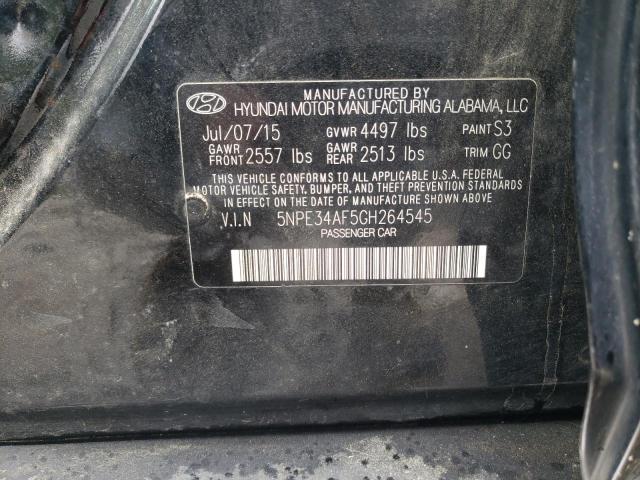 MANUFACTURED BY
HYUNDAI MOTOR MANUFACTURING ALABAMA, LLC
Jul/07/15 GVWR 4497 lbs PAINT S3
GAWR FRONT 2557 lbs GAWR REAR 2513 lbs TRIM GG
THIS VEHICLE CONFORMS TO ALL APPLICABLE U.S.A. FEDERAL
MOTOR VEHICLE SAFETY, BUMPER, AND THEFT PREVENTION STANDARDS
IN EFFECT ON THE DATE OF MANUFACTURE SHOWN ABOVE.
V.I.N 5NPE34AF5GH264545
PASSENGER CAR